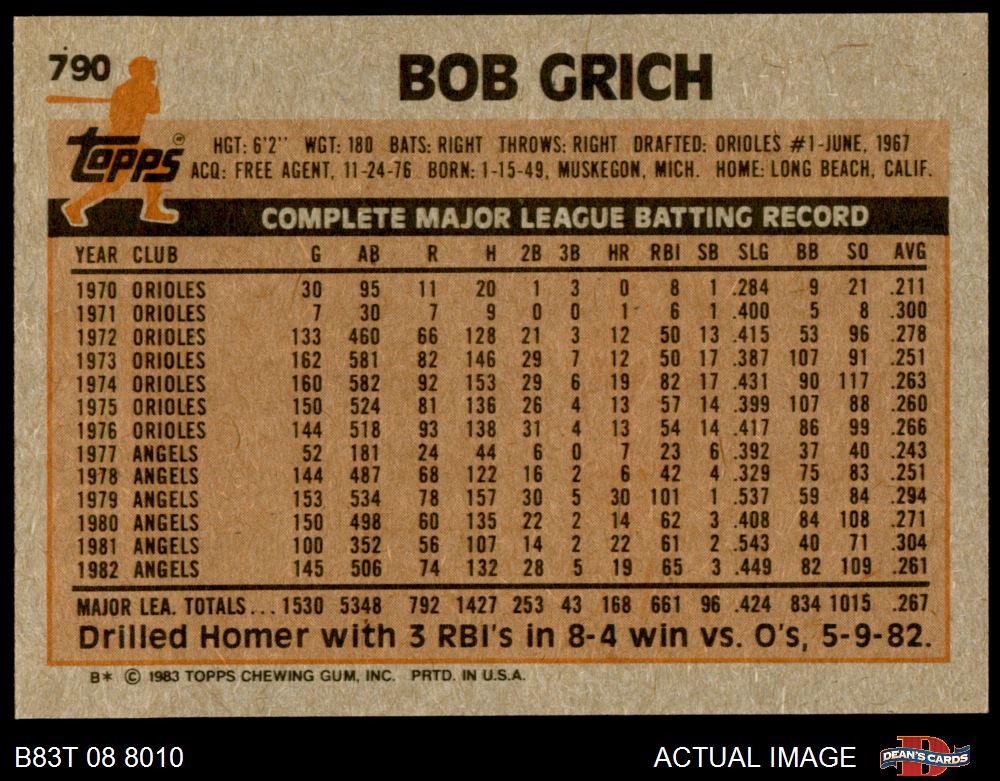 790 BOB GRICH
topps ® HGT: 6'2'' WGT: 180 BATS: RIGHT THROWS: RIGHT DRAFTED: ORIOLES #1-JUNE, 1967
ACQ: FREE AGENT, 11-24-76 BORN: 1-15-49, MUSKEGON, MICH. HOME: LONG BEACH, CALIF.
COMPLETE MAJOR LEAGUE BATTING RECORD
YEAR CLUB G AB R H 2B 3B HR RBI SB SLG BB SO AVG
1970 ORIOLES 30 95 11 20 1 3 0 8 1 .284 9 21 .211
1971 ORIOLES 7 30 7 9 0 0 1 6 1 .400 5 8 .300
1972 ORIOLES 133 460 66 128 21 3 12 50 13 .415 53 96 .278
1973 ORIOLES 162 581 82 146 29 7 12 50 17 .387 107 91 .251
1974 ORIOLES 160 582 92 153 29 6 19 82 17 .431 90 117 .263
1975 ORIOLES 150 524 81 136 26 4 13 57 14 .399 107 88 .260
1976 ORIOLES 144 518 93 138 31 4 13 54 14 .417 86 99 .266
1977 ANGELS 52 181 24 44 6 0 7 23 6 .392 37 40 .243
1978 ANGELS 144 487 68 122 16 2 6 42 4 .329 75 83 .251
1979 ANGELS 153 534 78 157 30 5 30 101 1 .537 59 84 .294
1980 ANGELS 150 498 60 135 22 2 14 62 3 .408 84 108 .271
1981 ANGELS 100 352 56 107 14 2 22 61 2 .543 40 71 .304
1982 ANGELS 145 506 74 132 28 5 19 65 3 .449 82 109 .261
MAJOR LEA. TOTALS... 1530 5348 792 1427 253 43 168 661 96 .424 834 1015 .267
Drilled Homer with 3 RBI's in 8-4 win vs. O's, 5-9-82.
B* © 1983 TOPPS CHEWING GUM, INC. PRTD. IN U.S.A.
B83T 08 8010 ACTUAL IMAGE DEAN'S CARDS